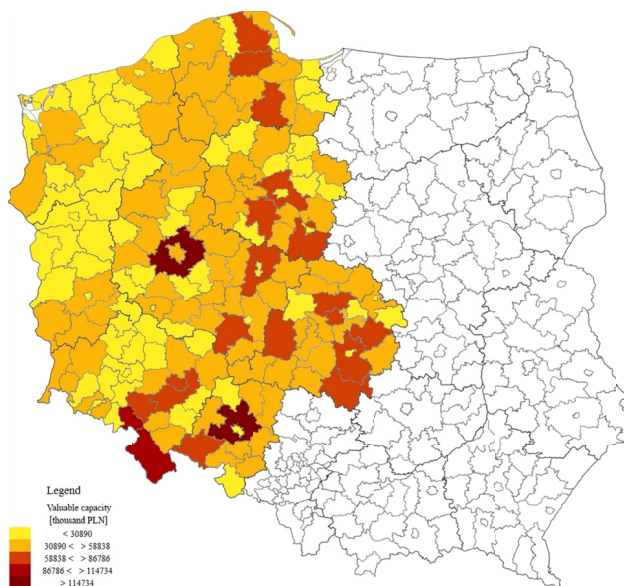 Legend
Valuable capacity
[thousand PLN]
< 30890
30890 < > 58838
58838 < > 86786
86786 < > 114734
> 114734